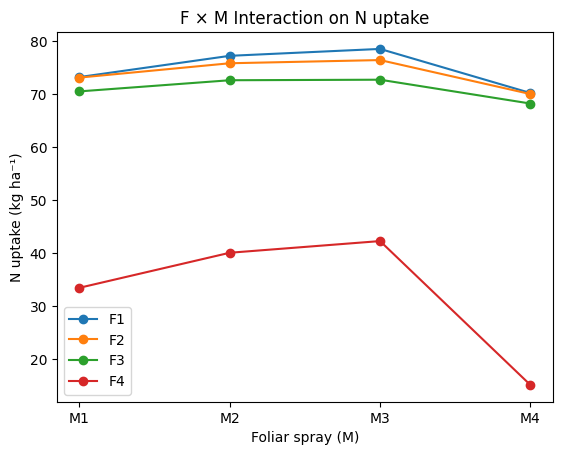 F × M Interaction on N uptake
80
70
60
50
40
30
20
N uptake (kg ha⁻¹)
F1
F2
F3
F4
M1 M2 M3 M4
Foliar spray (M)